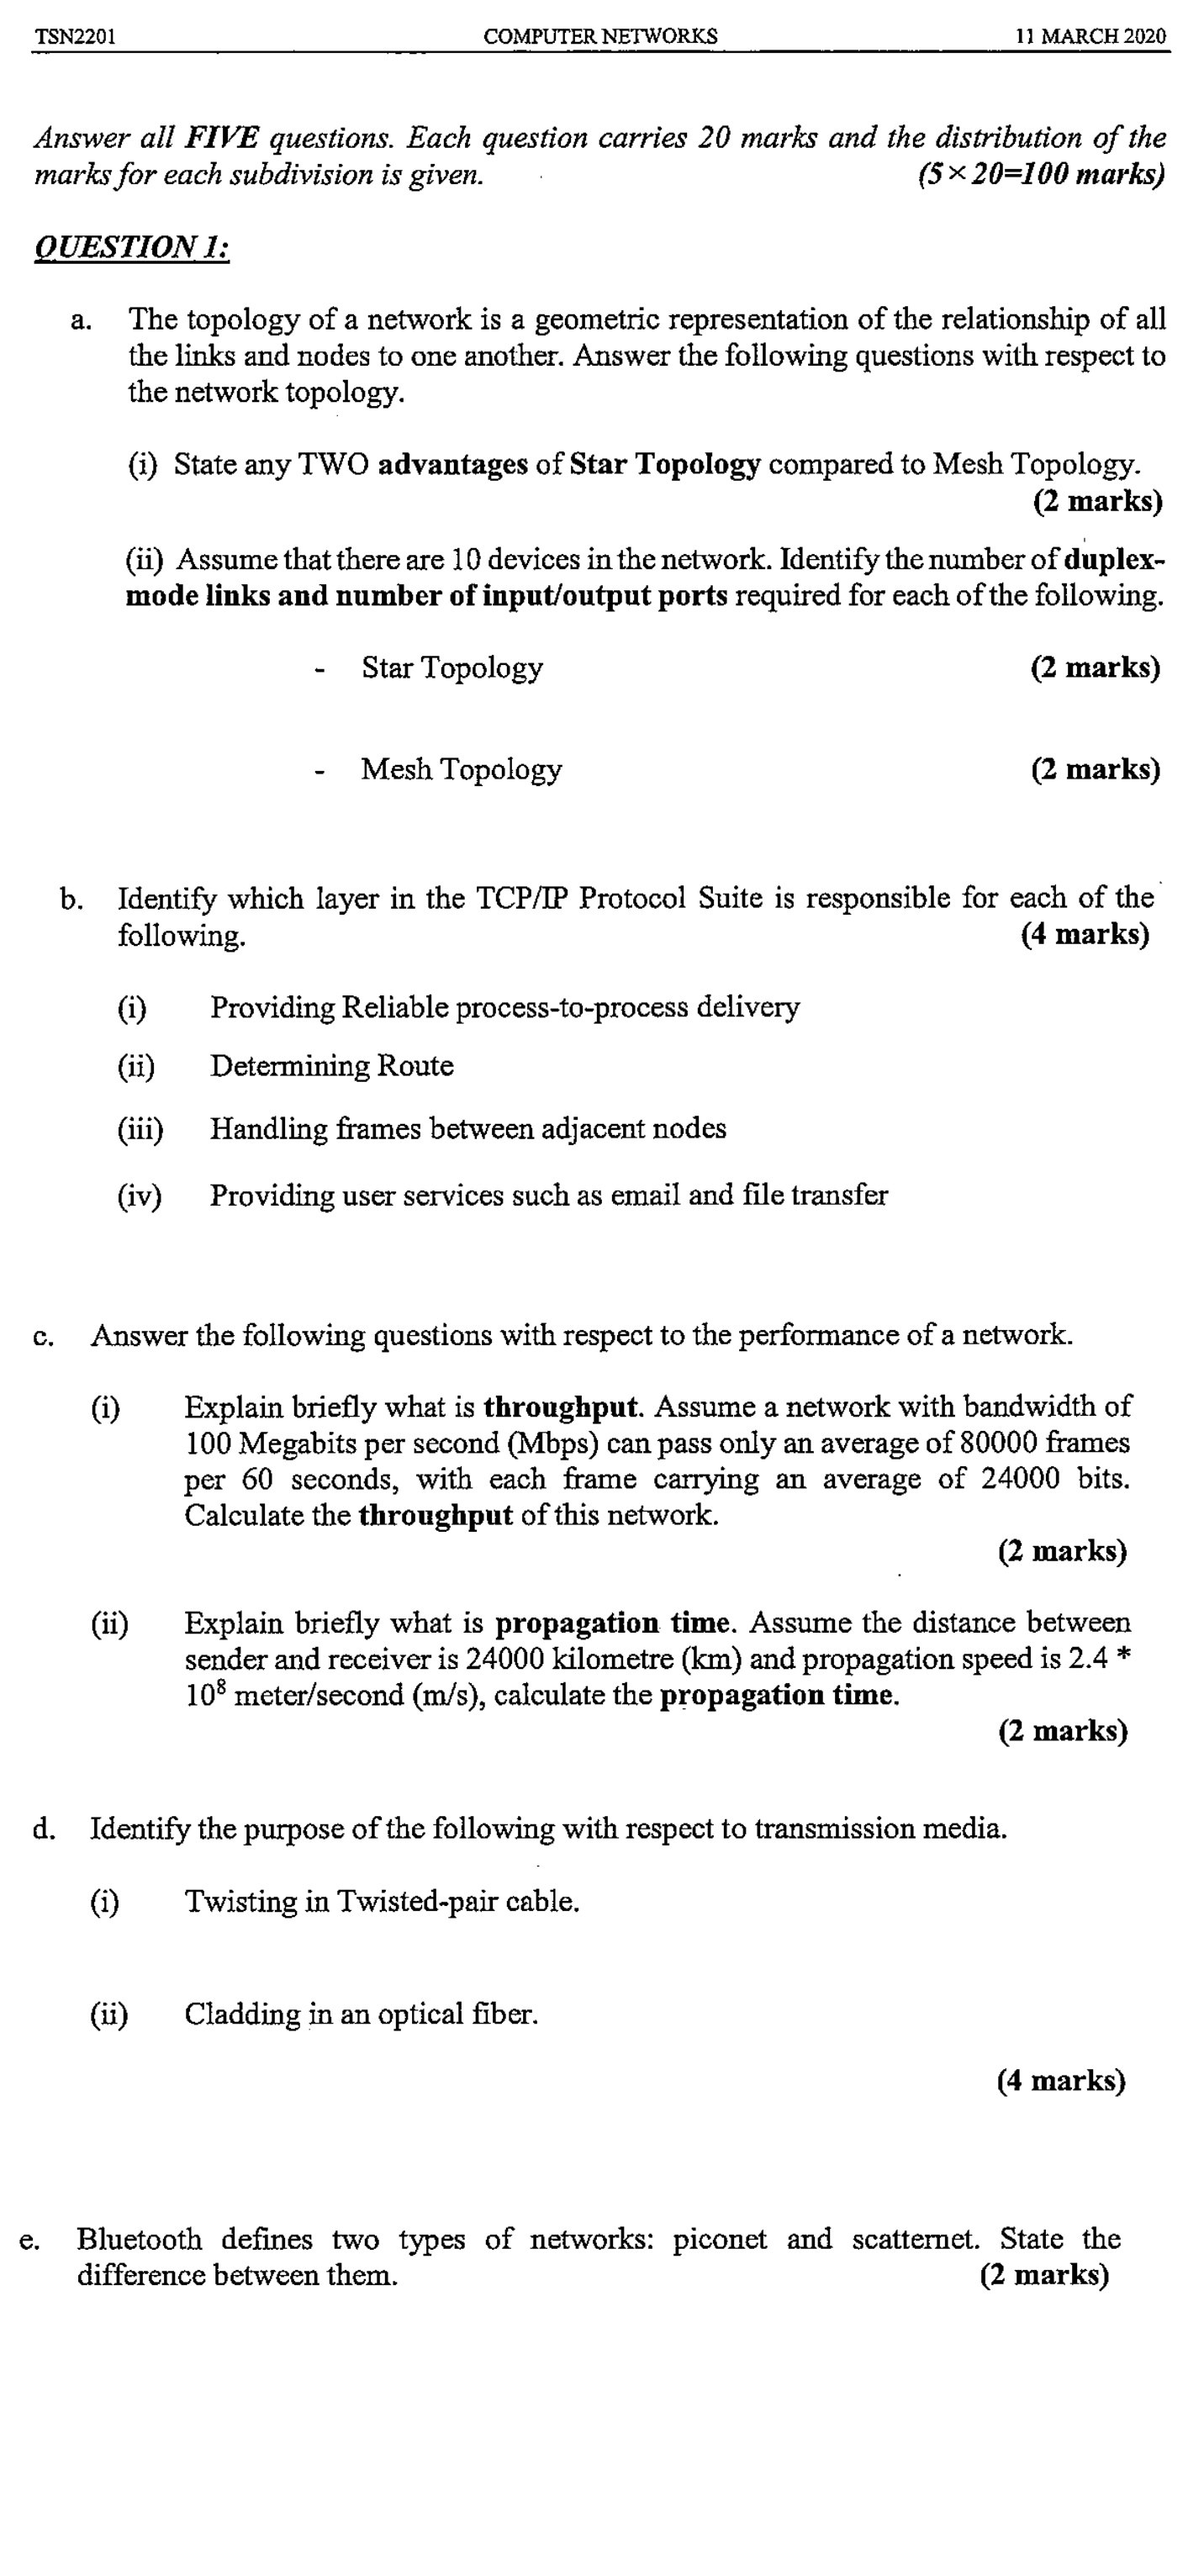 TSN2201 COMPUTER NETWORKS 11 MARCH 2020
Answer all FIVE questions. Each question carries 20 marks and the distribution of the
marks for each subdivision is given. (5 × 20=100 marks)
QUESTION 1:
a. The topology of a network is a geometric representation of the relationship of all
the links and nodes to one another. Answer the following questions with respect to
the network topology.
(i) State any TWO advantages of Star Topology compared to Mesh Topology.
(2 marks)
(ii) Assume that there are 10 devices in the network. Identify the number of duplex-
mode links and number of input/output ports required for each of the following.
- Star Topology (2 marks)
- Mesh Topology (2 marks)
b. Identify which layer in the TCP/IP Protocol Suite is responsible for each of the
following. (4 marks)
(i) Providing Reliable process-to-process delivery
(ii) Determining Route
(iii) Handling frames between adjacent nodes
(iv) Providing user services such as email and file transfer
c. Answer the following questions with respect to the performance of a network.
(i) Explain briefly what is throughput. Assume a network with bandwidth of
100 Megabits per second (Mbps) can pass only an average of 80000 frames
per 60 seconds, with each frame carrying an average of 24000 bits.
Calculate the throughput of this network.
(2 marks)
(ii) Explain briefly what is propagation time. Assume the distance between
sender and receiver is 24000 kilometre (km) and propagation speed is 2.4 *
10⁸ meter/second (m/s), calculate the propagation time.
(2 marks)
d. Identify the purpose of the following with respect to transmission media.
(i) Twisting in Twisted-pair cable.
(ii) Cladding in an optical fiber.
(4 marks)
e. Bluetooth defines two types of networks: piconet and scatternet. State the
difference between them. (2 marks)